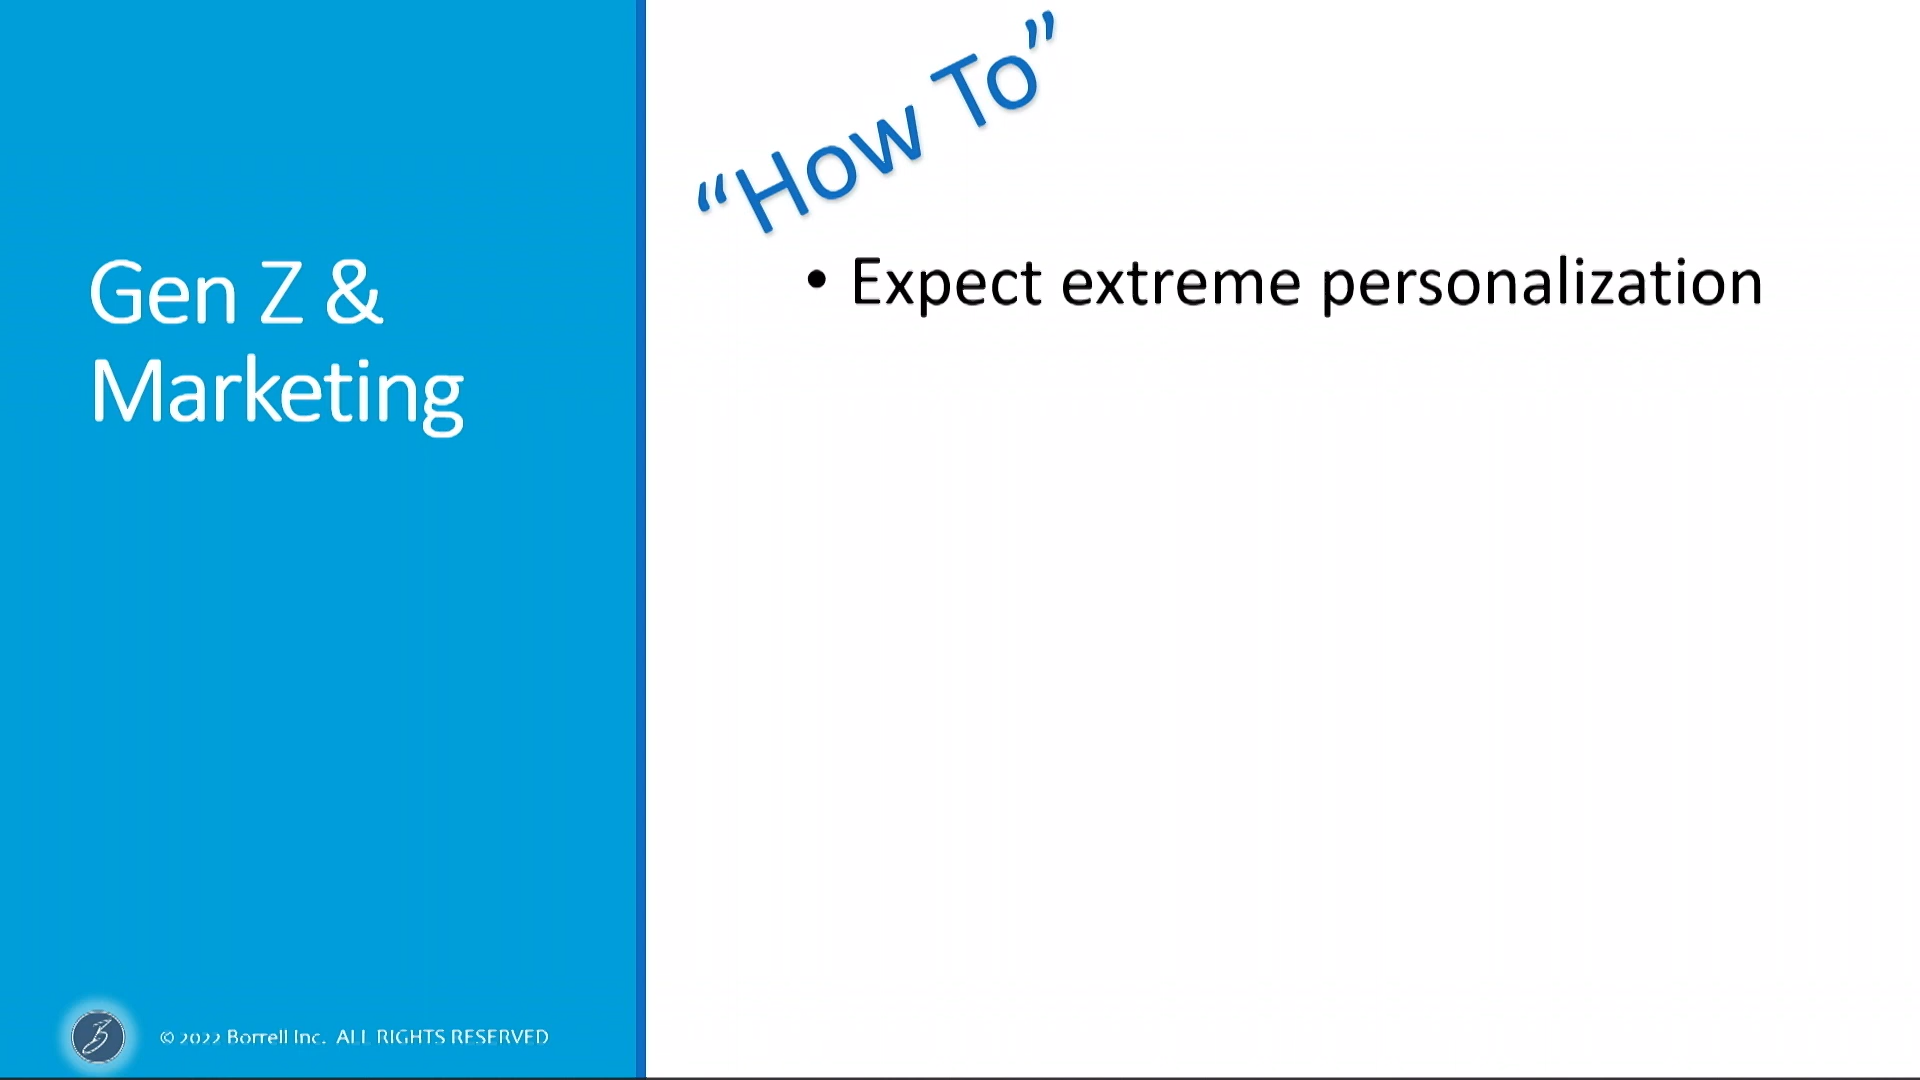 “How To”
Gen Z &
Marketing
• Expect extreme personalization
© 2022 Borrell Inc. ALL RIGHTS RESERVED